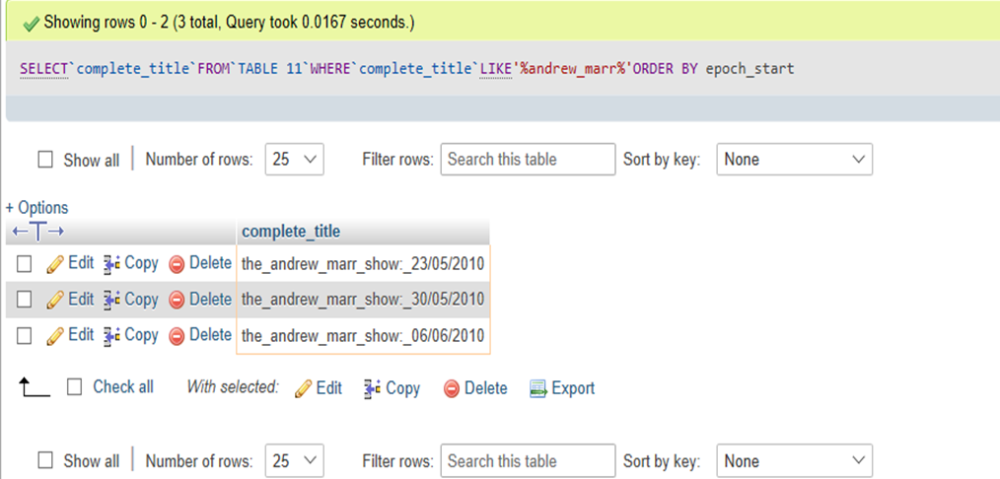 Showing rows 0 - 2 (3 total, Query took 0.0167 seconds.)
SELECT`complete_title`FROM`TABLE 11`WHERE`complete_title`LIKE'%andrew_marr%'ORDER BY epoch_start
Show all Number of rows: 25 Filter rows: Search this table Sort by key: None
+ Options
complete_title
Edit Copy Delete the_andrew_marr_show:_23/05/2010
Edit Copy Delete the_andrew_marr_show:_30/05/2010
Edit Copy Delete the_andrew_marr_show:_06/06/2010
Check all With selected: Edit Copy Delete Export
Show all Number of rows: 25 Filter rows: Search this table Sort by key: None